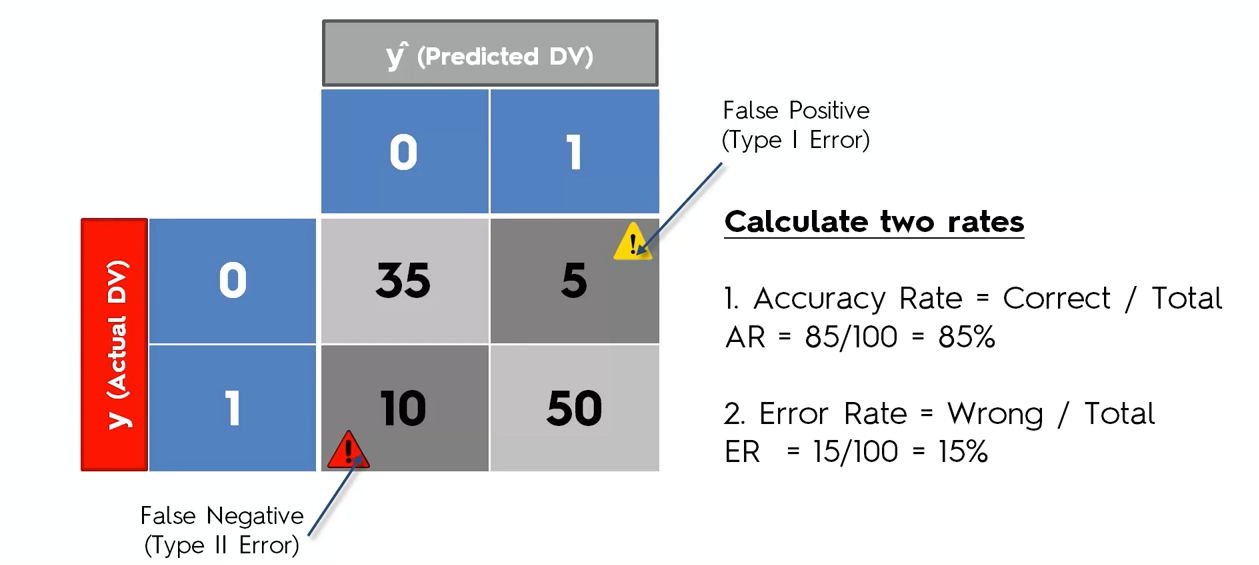 ŷ (Predicted DV)
0 1
False Positive
(Type I Error)
Calculate two rates
y (Actual DV)
0 35 5
1 10 50
1. Accuracy Rate = Correct / Total
AR = 85/100 = 85%
2. Error Rate = Wrong / Total
ER = 15/100 = 15%
False Negative
(Type II Error)